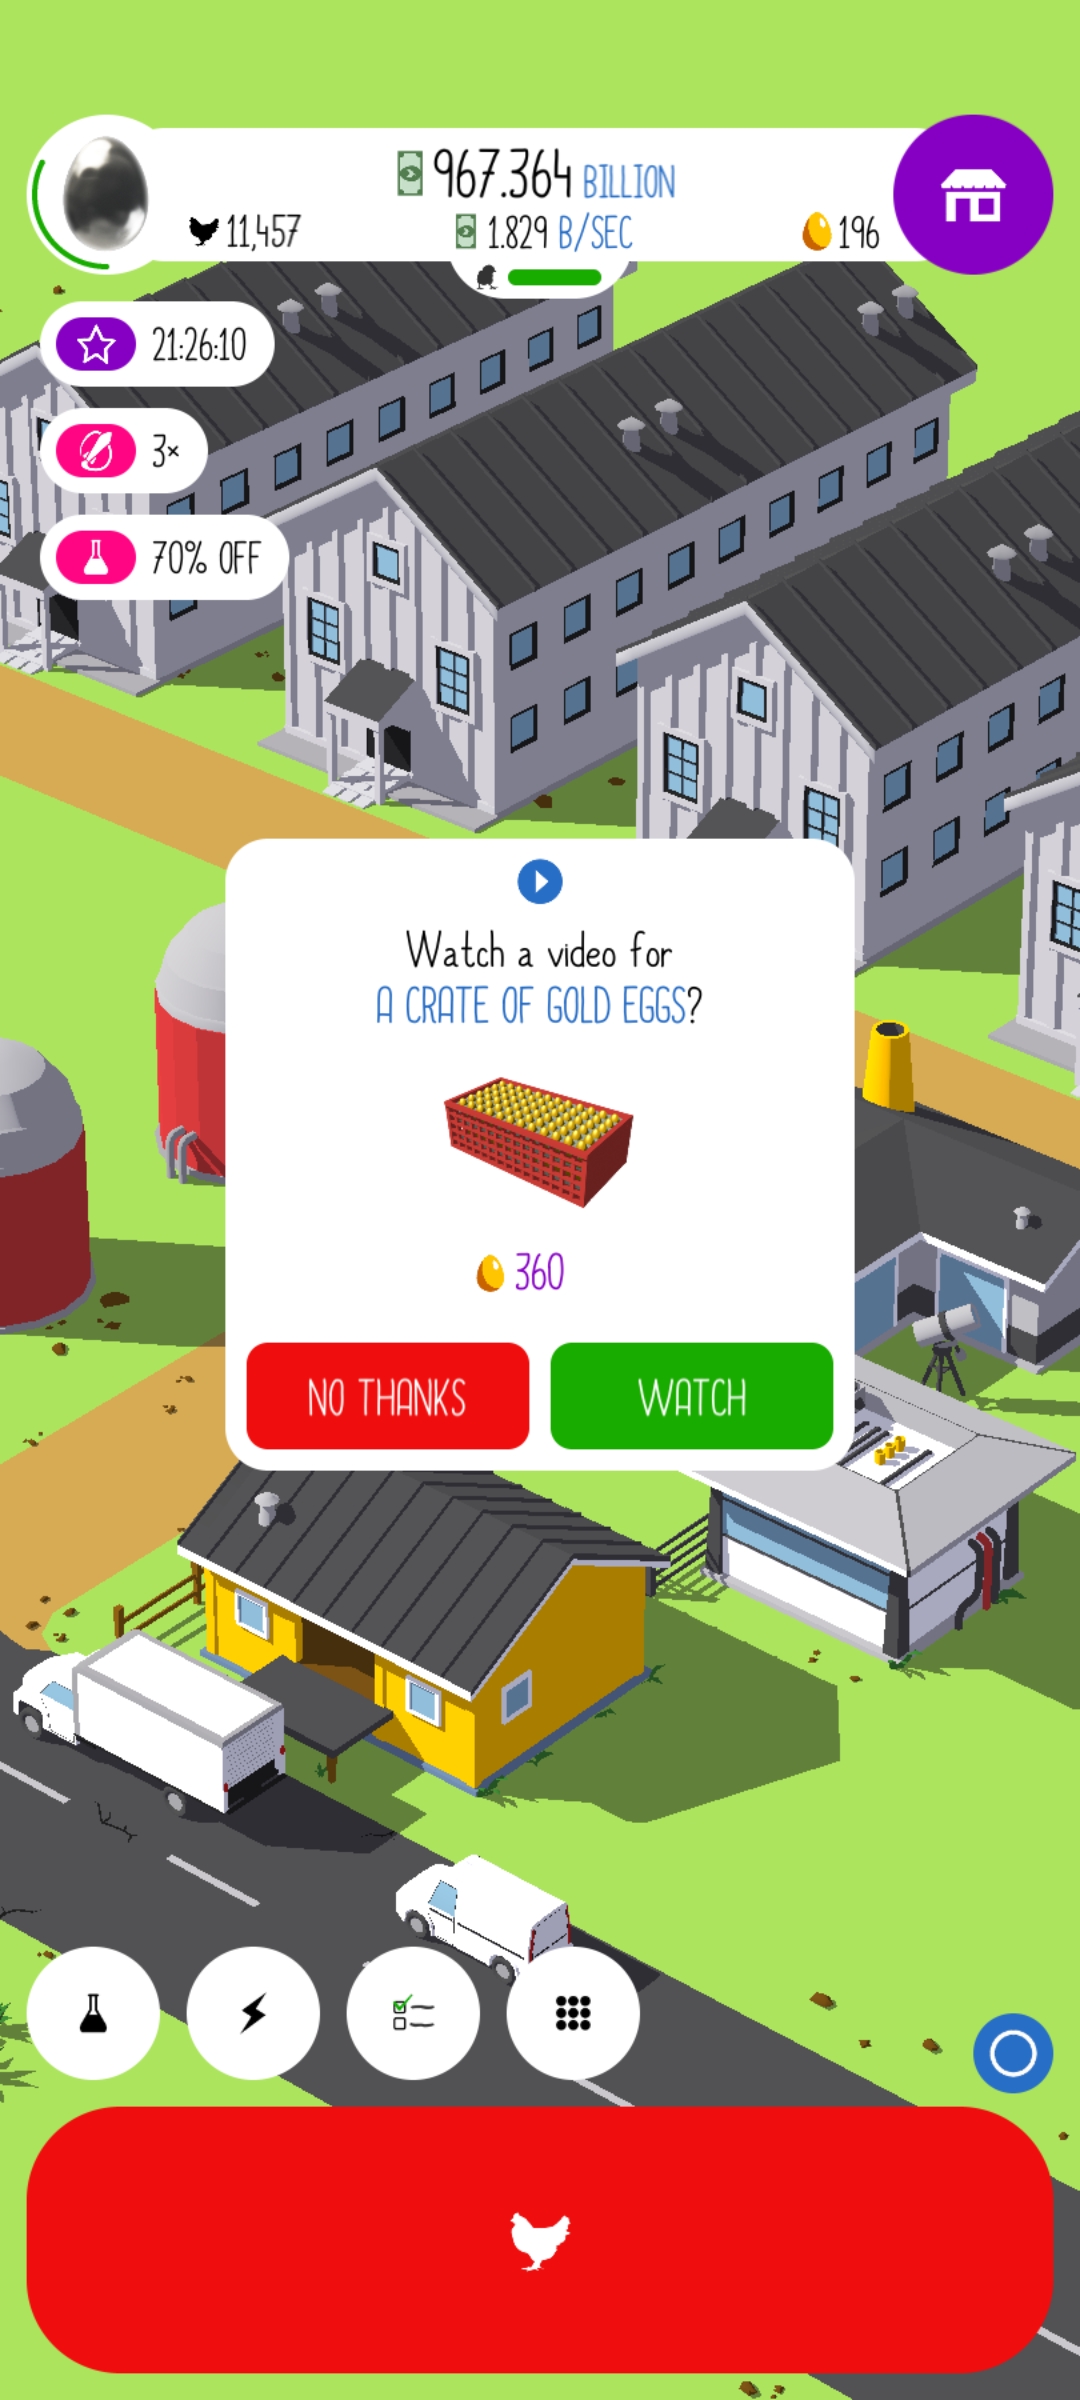 967.364 BILLION
11,457
1.829 B/SEC
196
21:26:10
3×
70% OFF
Watch a video for
A CRATE OF GOLD EGGS?
360
NO THANKS
WATCH